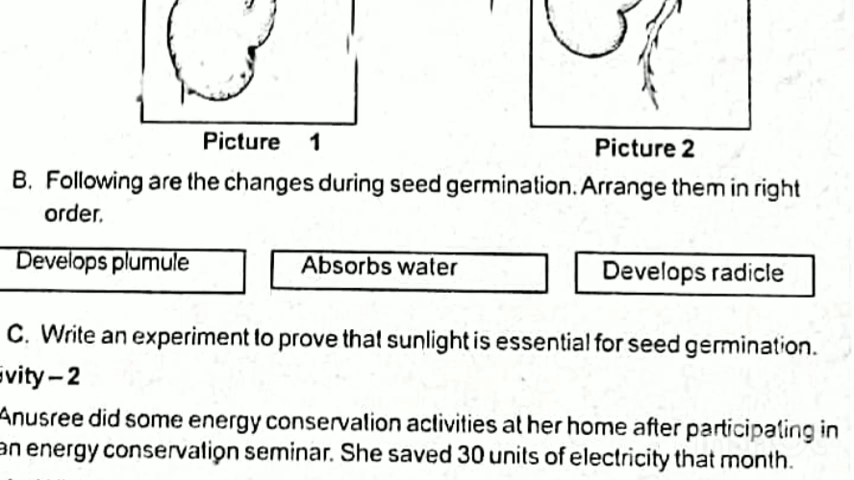 Picture 1
Picture 2
B. Following are the changes during seed germination. Arrange them in right
order.
Develops plumule
Absorbs water
Develops radicle
C. Write an experiment to prove that sunlight is essential for seed germination.
ivity – 2
Anusree did some energy conservation activities at her home after participating in
an energy conservation seminar. She saved 30 units of electricity that month.